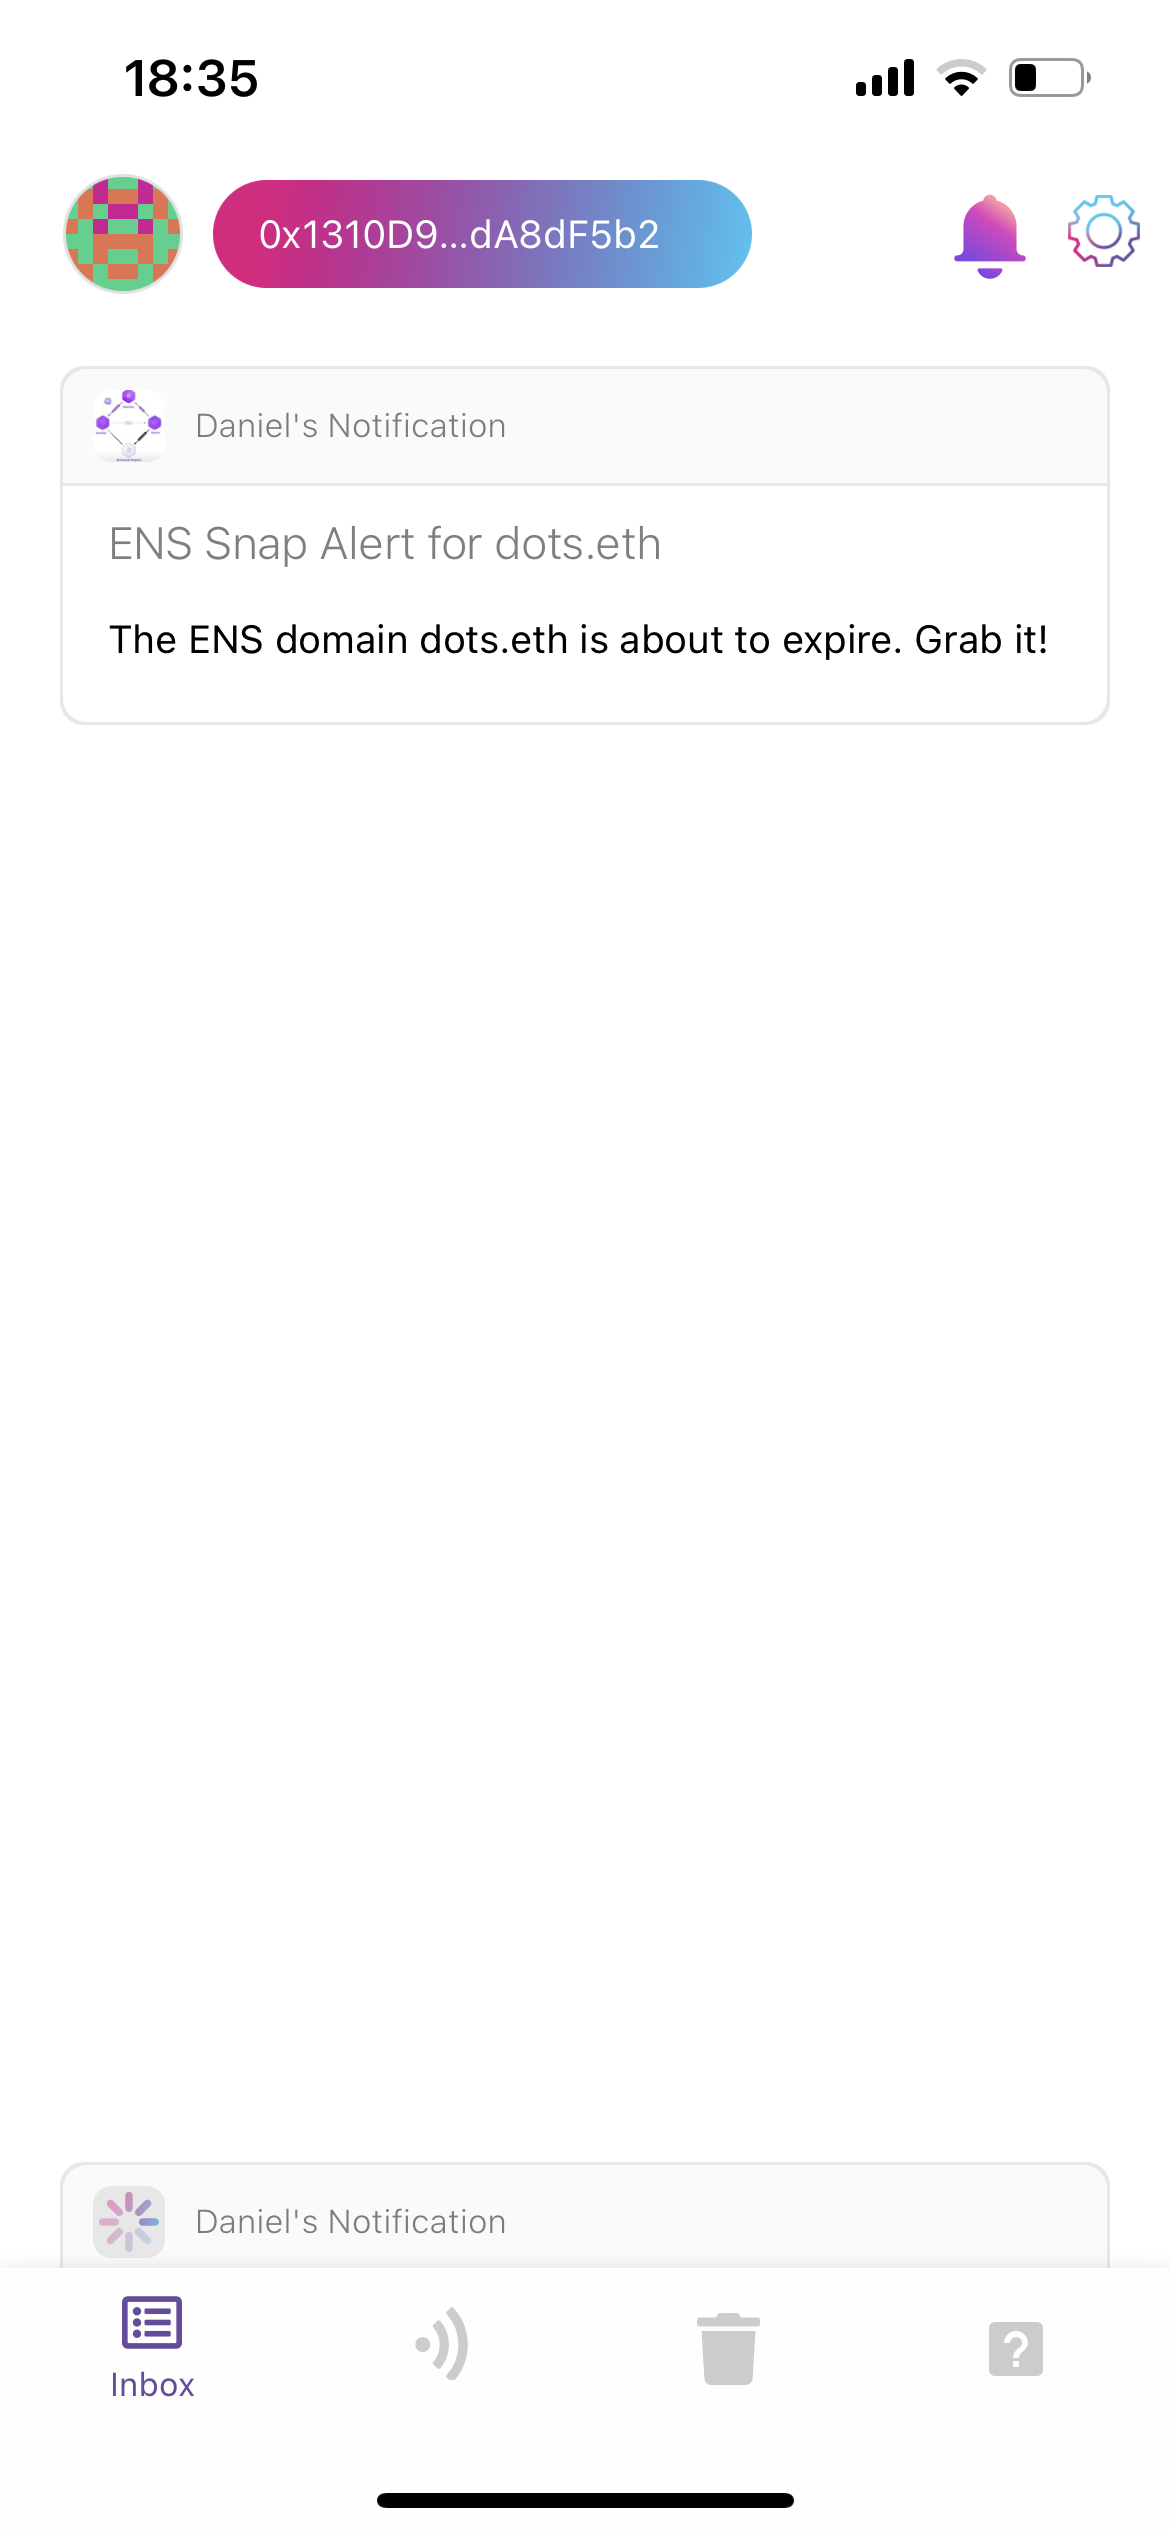 18:35
0x1310D9...dA8dF5b2
Daniel's Notification
ENS Snap Alert for dots.eth
The ENS domain dots.eth is about to expire. Grab it!
Daniel's Notification
Inbox
?